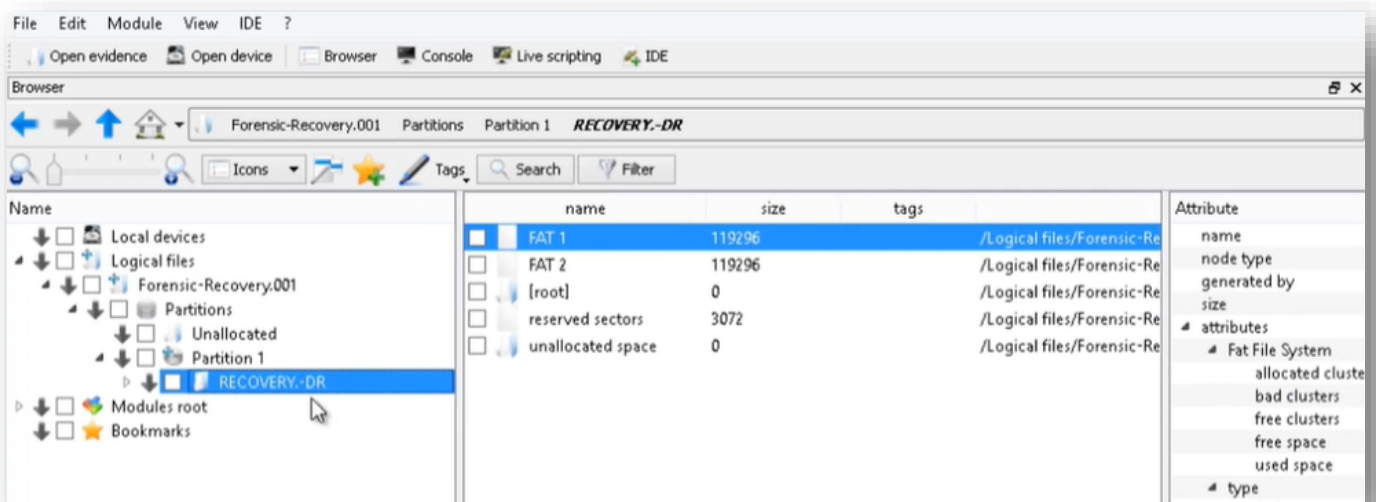 File Edit Module View IDE ?
Open evidence Open device Browser Console Live scripting IDE
Browser
Forensic-Recovery.001 Partitions Partition 1 RECOVERY.-DR
Icons Tags Search Filter
Name name size tags Attribute
Local devices FAT 1 119296 /Logical files/Forensic-Re name
Logical files FAT 2 119296 /Logical files/Forensic-Re node type
Forensic-Recovery.001 [root] 0 /Logical files/Forensic-Re generated by
Partitions reserved sectors 3072 /Logical files/Forensic-Re size
Unallocated unallocated space 0 /Logical files/Forensic-Re attributes
Partition 1 Fat File System
RECOVERY.-DR allocated cluste
Modules root bad clusters
Bookmarks free clusters
free space
used space
type